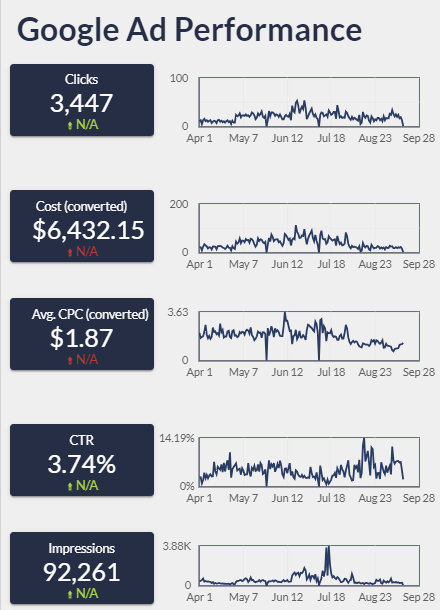 Google Ad Performance
Clicks
3,447
N/A
100
0
Apr 1 May 7 Jun 12 Jul 18 Aug 23 Sep 28
Cost (converted)
$6,432.15
N/A
200
0
Apr 1 May 7 Jun 12 Jul 18 Aug 23 Sep 28
Avg. CPC (converted)
$1.87
N/A
3.63
0
Apr 1 May 7 Jun 12 Jul 18 Aug 23 Sep 28
CTR
3.74%
N/A
14.19%
0%
Apr 1 May 7 Jun 12 Jul 18 Aug 23 Sep 28
Impressions
92,261
N/A
3.88K
0
Apr 1 May 7 Jun 12 Jul 18 Aug 23 Sep 28